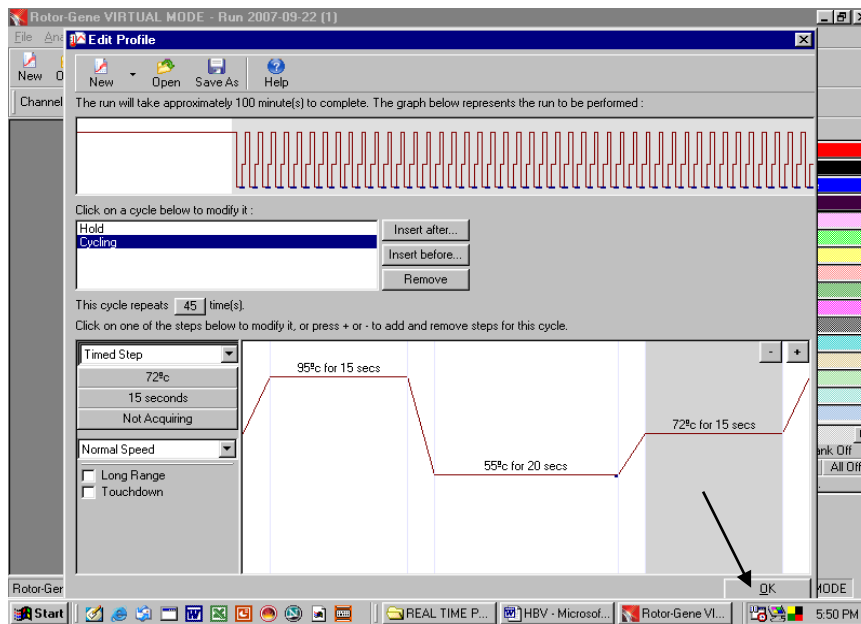 Rotor-Gene VIRTUAL MODE - Run 2007-09-22 (1)
File Ana
New
Channel
Edit Profile
New Open Save As Help
The run will take approximately 100 minute(s) to complete. The graph below represents the run to be performed :
Click on a cycle below to modify it :
Hold
Cycling
Insert after...
Insert before...
Remove
This cycle repeats 45 time(s).
Click on one of the steps below to modify it, or press + or - to add and remove steps for this cycle.
Timed Step
72ºc
15 seconds
Not Acquiring
Normal Speed
Long Range
Touchdown
- +
95ºc for 15 secs
55ºc for 20 secs
72ºc for 15 secs
ank Off
All Off
OK
Rotor-Gen
MODE
Start
REAL TIME P... HBV - Microsof... Rotor-Gene VI... 5:50 PM